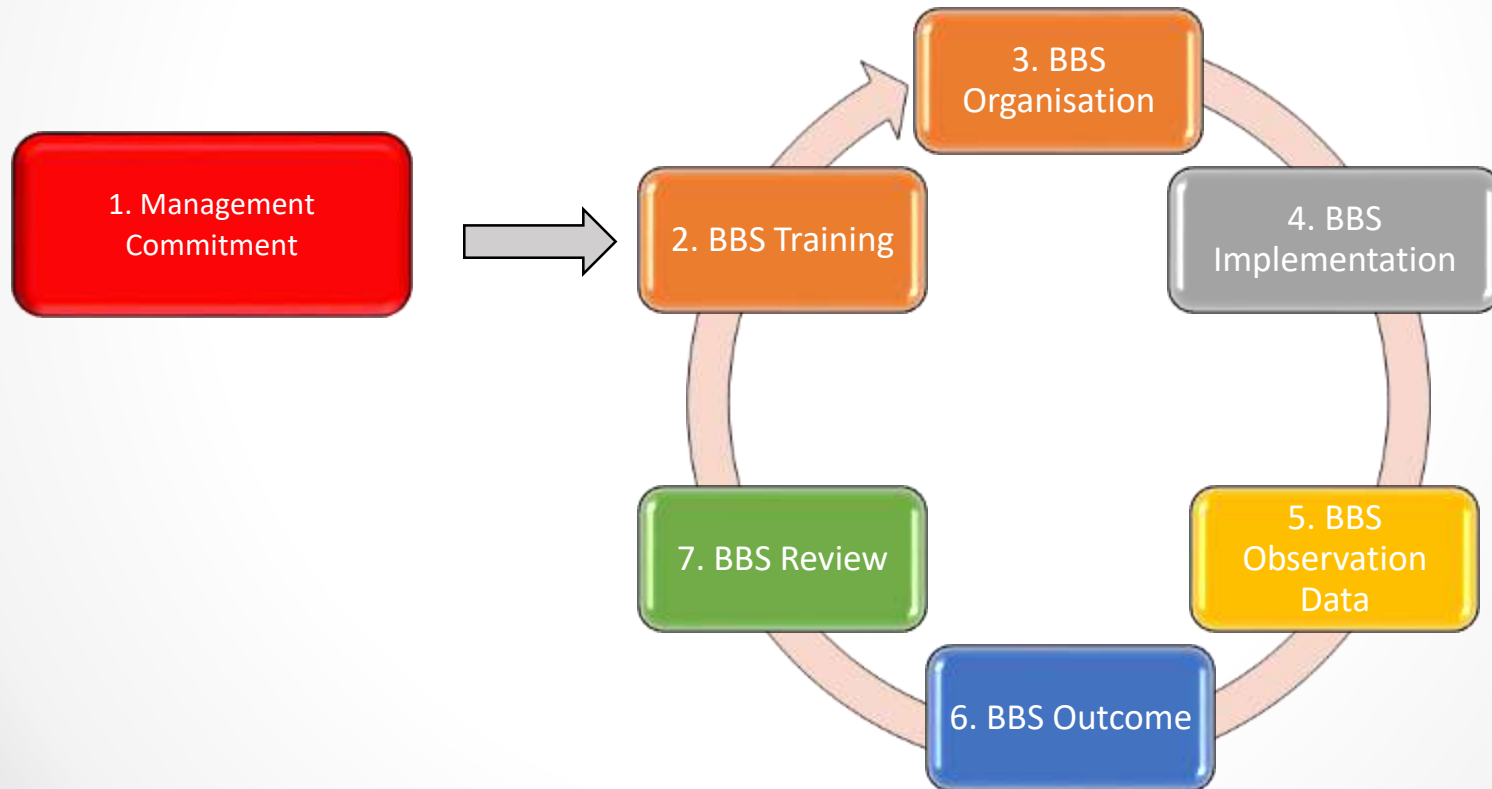 1. Management
Commitment
2. BBS Training
3. BBS
Organisation
4. BBS
Implementation
5. BBS
Observation
Data
6. BBS Outcome
7. BBS Review